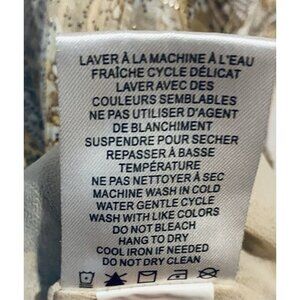 LAVER À LA MACHINE À L'EAU
FRAÎCHE CYCLE DÉLICAT
LAVER AVEC DES
COULEURS SEMBLABLES
NE PAS UTILISER D'AGENT
DE BLANCHIMENT
SUSPENDRE POUR SECHER
REPASSER À BASSE
TEMPÉRATURE
NE PAS NETTOYER À SEC
MACHINE WASH IN COLD
WATER GENTLE CYCLE
WASH WITH LIKE COLORS
DO NOT BLEACH
HANG TO DRY
COOL IRON IF NEEDED
DO NOT DRY CLEAN